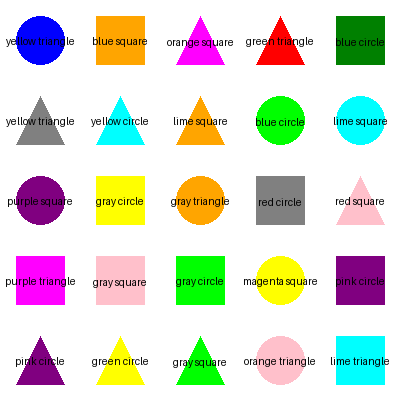 yellow triangle
blue square
orange square
green triangle
blue circle
yellow triangle
yellow circle
lime square
blue circle
lime square
purple square
gray circle
gray triangle
red circle
red square
purple triangle
gray square
gray circle
magenta square
pink circle
pink circle
green circle
gray square
orange triangle
lime triangle